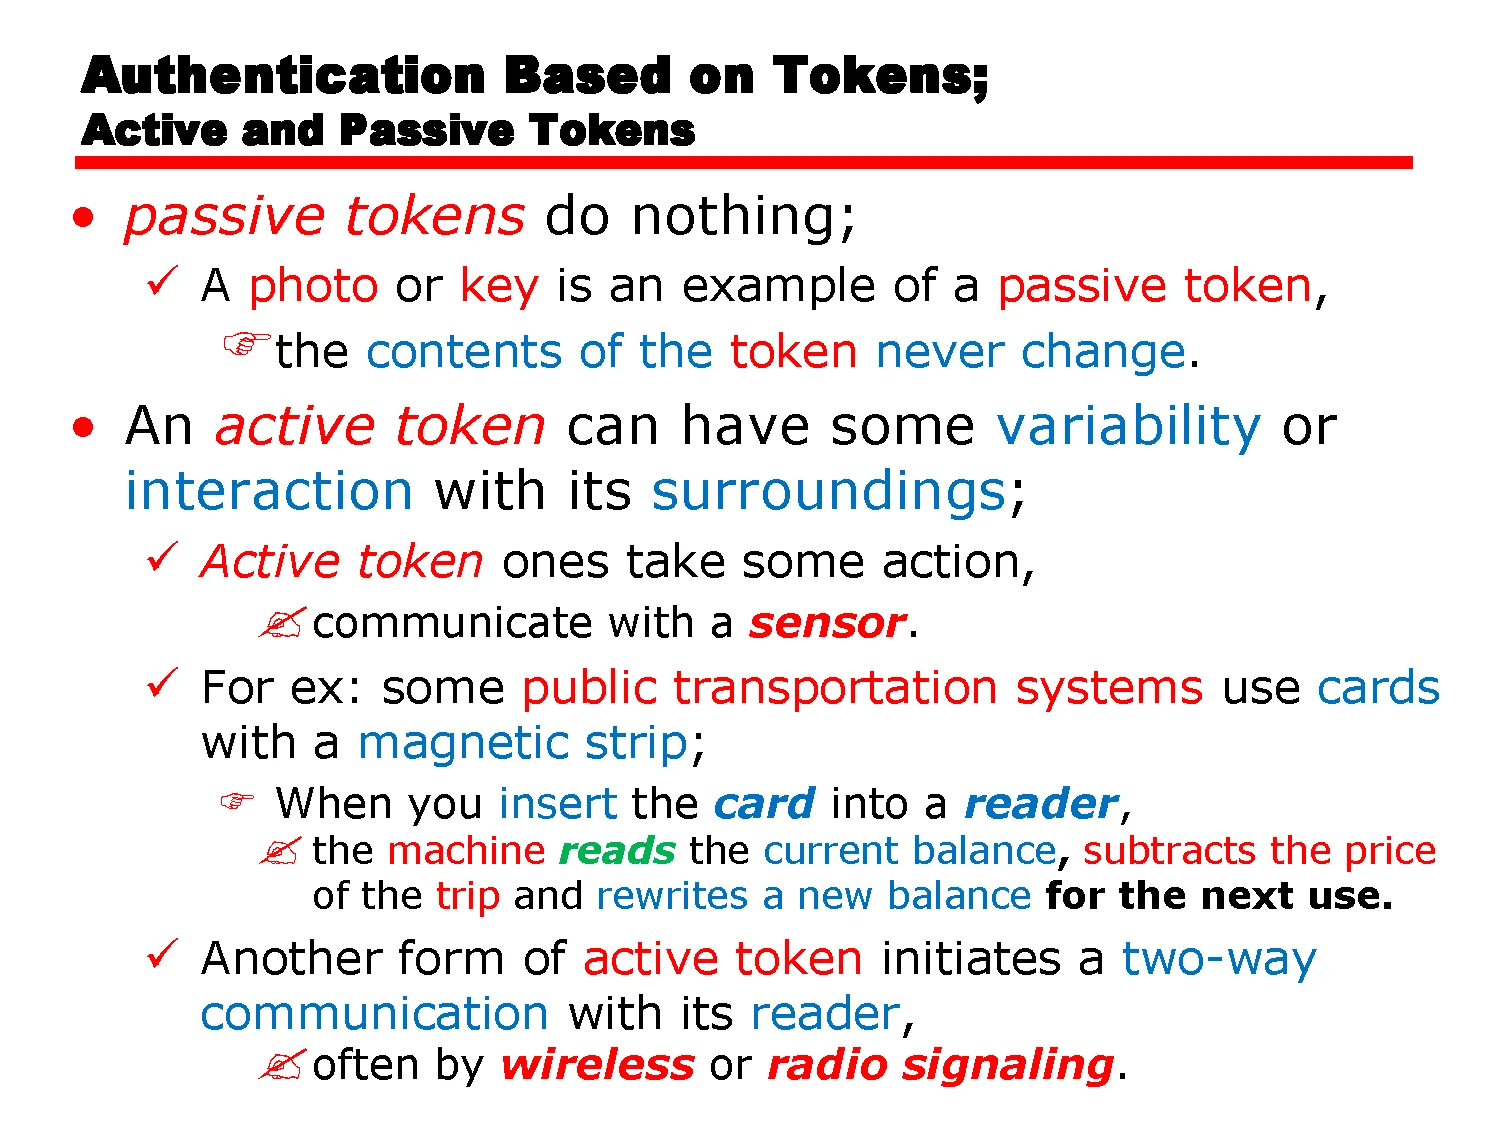 Authentication Based on Tokens;
Active and Passive Tokens
• passive tokens do nothing;
✓ A photo or key is an example of a passive token,
☞the contents of the token never change.
• An active token can have some variability or
interaction with its surroundings;
✓ Active token ones take some action,
✍communicate with a sensor.
✓ For ex: some public transportation systems use cards
with a magnetic strip;
☞ When you insert the card into a reader,
✍ the machine reads the current balance, subtracts the price
of the trip and rewrites a new balance for the next use.
✓ Another form of active token initiates a two-way
communication with its reader,
✍often by wireless or radio signaling.